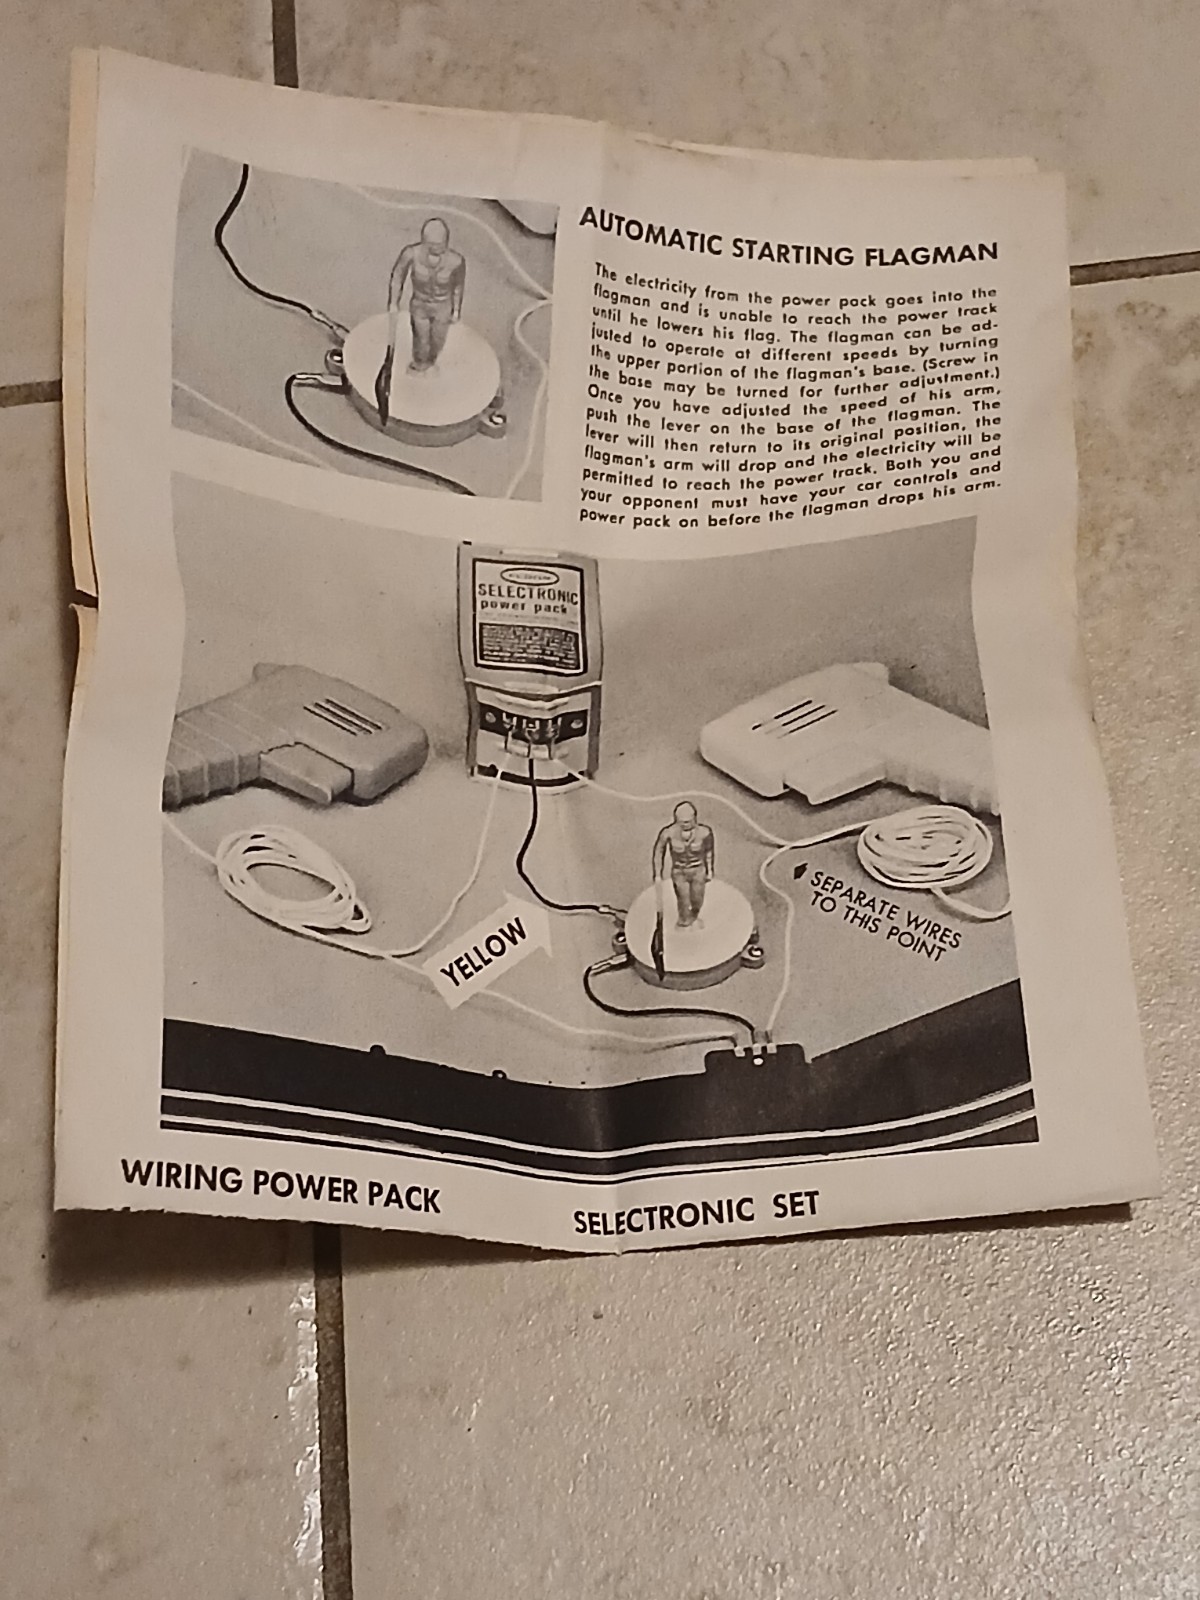 AUTOMATIC STARTING FLAGMAN
The electricity from the power pack goes into the
flagman and is unable to reach the power track
until he lowers his flag. The flagman can be ad-
justed to operate at different speeds by turning
the upper portion of the flagman's base. (Screw in
the base may be turned for further adjustment.)
Once you have adjusted the speed of his arm,
push the lever on the base of the flagman. The
lever will then return to its original position, the
flagman's arm will drop and the electricity will be
permitted to reach the power track. Both you and
your opponent must have your car controls and
power pack on before the flagman drops his arm.
SELECTRONIC
power pack
SEPARATE WIRES
TO THIS POINT
YELLOW
WIRING POWER PACK
SELECTRONIC SET